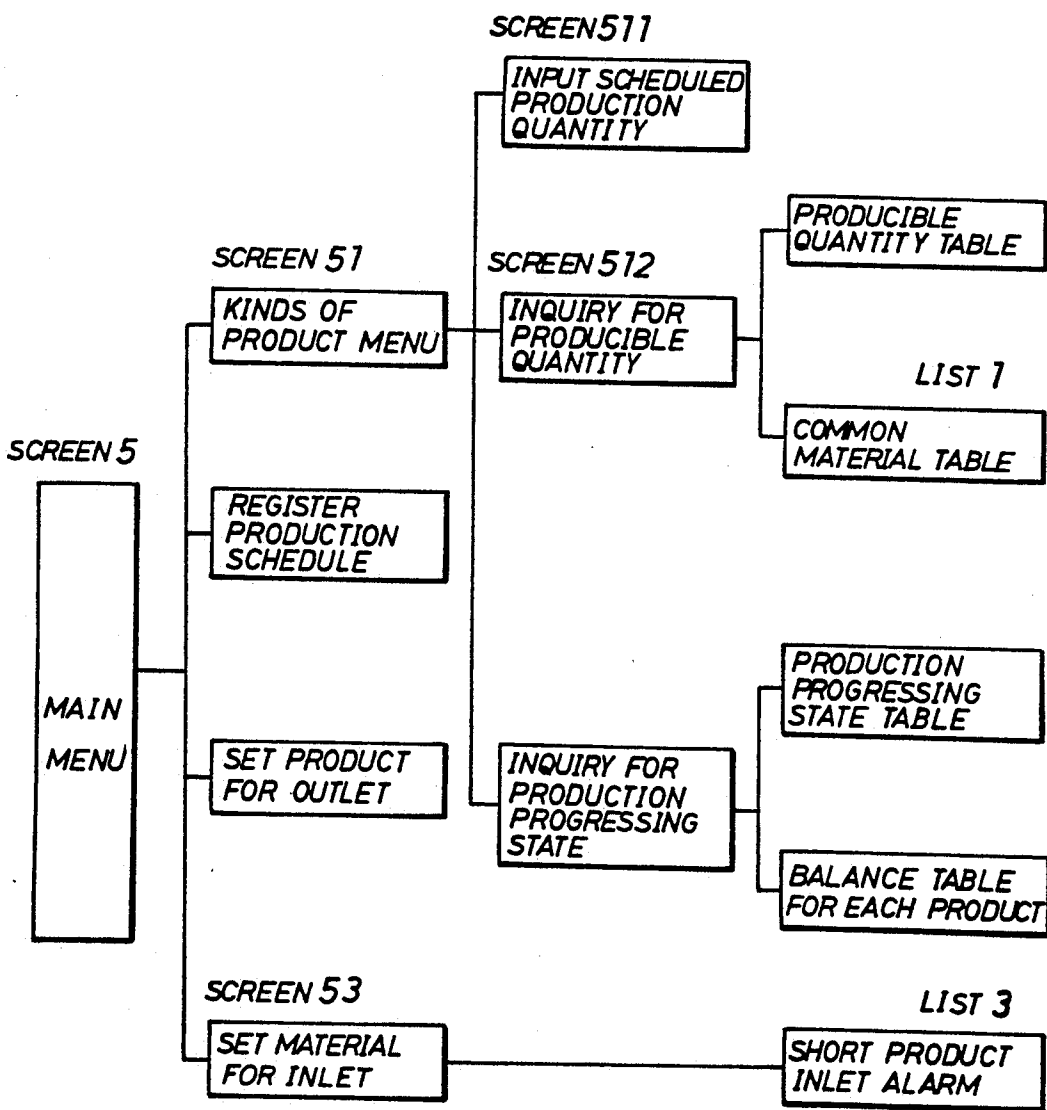 SCREEN 511
INPUT SCHEDULED
PRODUCTION
QUANTITY
PRODUCIBLE
QUANTITY TABLE
SCREEN 51
KINDS OF
PRODUCT MENU
SCREEN 512
INQUIRY FOR
PRODUCIBLE
QUANTITY
LIST 1
COMMON
MATERIAL TABLE
SCREEN 5
MAIN
MENU
REGISTER
PRODUCTION
SCHEDULE
PRODUCTION
PROGRESSING
STATE TABLE
SET PRODUCT
FOR OUTLET
INQUIRY FOR
PRODUCTION
PROGRESSING
STATE
BALANCE TABLE
FOR EACH PRODUCT
SCREEN 53
SET MATERIAL
FOR INLET
LIST 3
SHORT PRODUCT
INLET ALARM